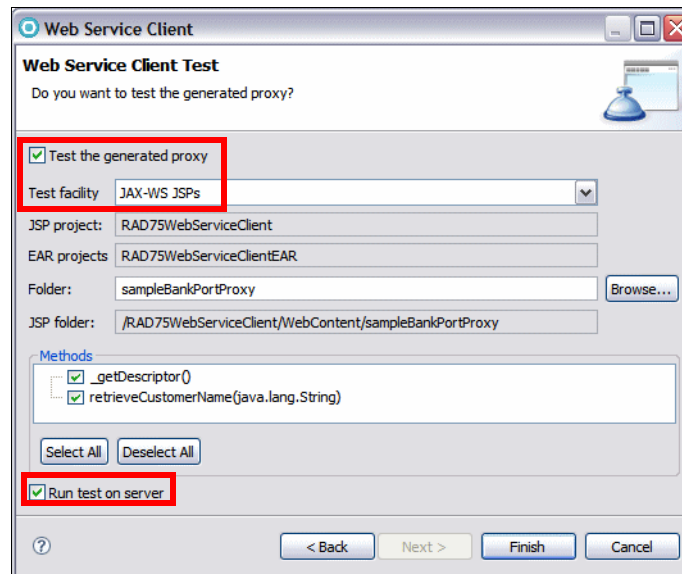 Web Service Client
Web Service Client Test
Do you want to test the generated proxy?
Test the generated proxy
Test facility JAX-WS JSPs
JSP project: RAD75WebServiceClient
EAR projects RAD75WebServiceClientEAR
Folder: sampleBankPortProxy Browse...
JSP folder: /RAD75WebServiceClient/WebContent/sampleBankPortProxy
Methods
_getDescriptor()
retrieveCustomerName(java.lang.String)
Select All Deselect All
Run test on server
? < Back Next > Finish Cancel